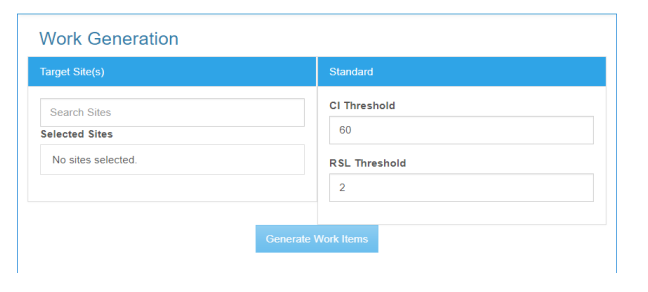 Work Generation
Target Site(s)
Standard
Search Sites
Selected Sites
No sites selected.
CI Threshold
60
RSL Threshold
2
Generate Work Items